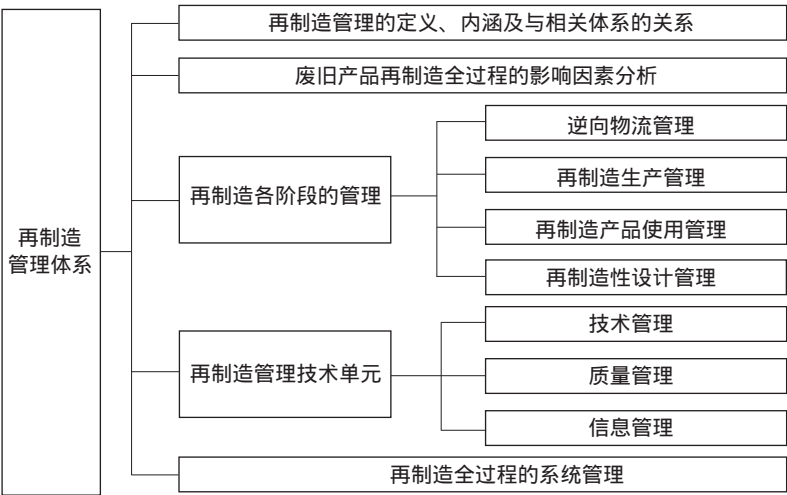 再制造
管理体系
再制造管理的定义、内涵及与相关体系的关系
废旧产品再制造全过程的影响因素分析
再制造各阶段的管理
逆向物流管理
再制造生产管理
再制造产品使用管理
再制造性设计管理
再制造管理技术单元
技术管理
质量管理
信息管理
再制造全过程的系统管理